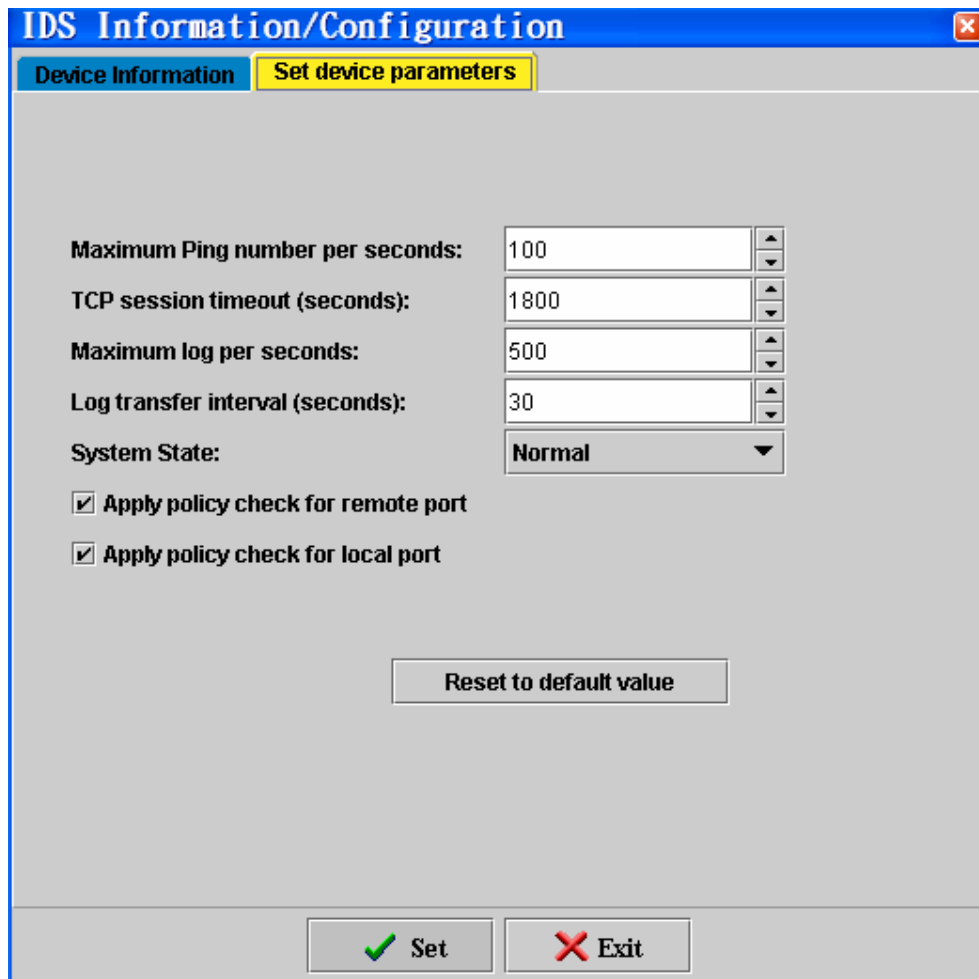 IDS Information/Configuration
Device Information
Set device parameters
Maximum Ping number per seconds:
100
TCP session timeout (seconds):
1800
Maximum log per seconds:
500
Log transfer interval (seconds):
30
System State:
Normal
Apply policy check for remote port
Apply policy check for local port
Reset to default value
Set
Exit